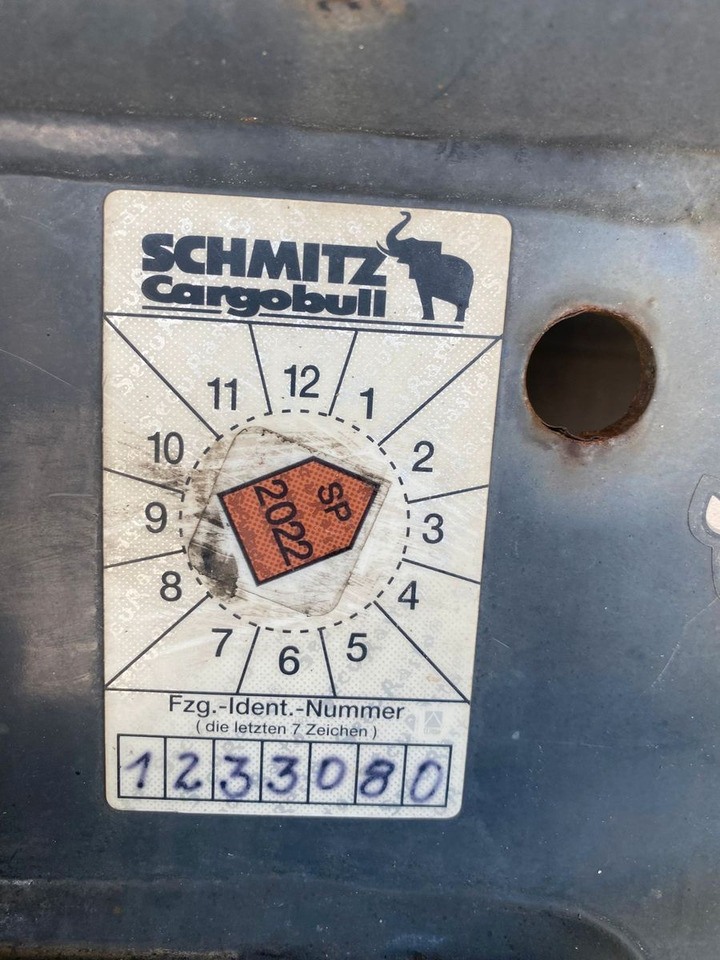 SCHMITZ
Cargobull
12
1
2
3
4
5
6
7
8
9
10
11
SP
2022
Fzg.-Ident.-Nummer
( die letzten 7 Zeichen )
1233080